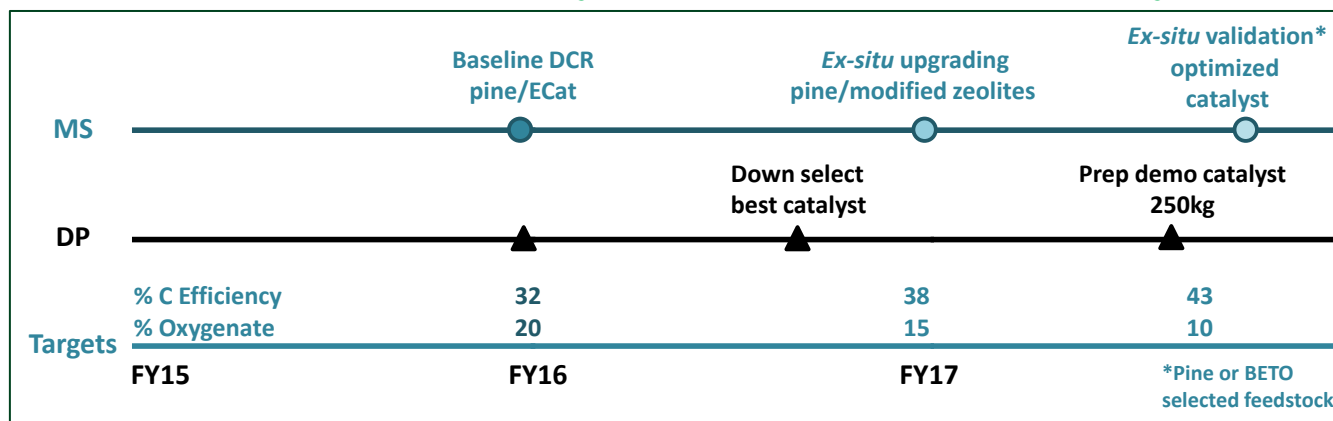 Baseline DCR
pine/ECat
Ex-situ upgrading
pine/modified zeolites
Ex-situ validation*
optimized
catalyst
MS
Down select
best catalyst
Prep demo catalyst
250kg
DP
% C Efficiency 32 38 43
% Oxygenate 20 15 10
Targets
FY15 FY16 FY17
*Pine or BETO
selected feedstock